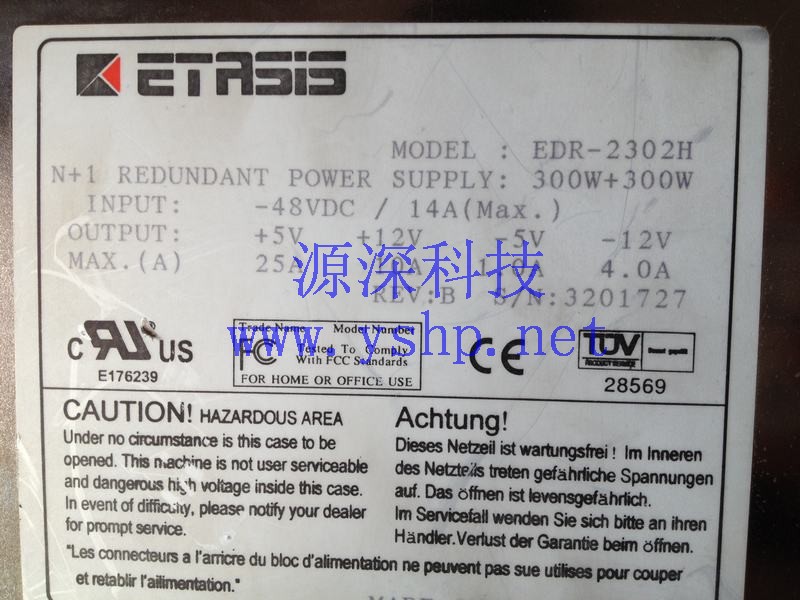 ETASIS
MODEL : EDR-2302H
N+1 REDUNDANT POWER SUPPLY: 300W+300W
INPUT: -48VDC / 14A(Max.)
OUTPUT: +5V +12V -5V -12V
MAX.(A) 25A 4.0A
REV:B S/N:3201727
源深科技
www.yshp.net
c US
E176239
Trade Name Model Number
FC Tested To Comply
With FCC Standards
FOR HOME OR OFFICE USE
CE
TÜV
PRODUCT SERVICE
28569
CAUTION! HAZARDOUS AREA
Under no circumstance is this case to be
opened. This machine is not user serviceable
and dangerous high voltage inside this case.
In event of difficulty, please notify your dealer
for prompt service.
Achtung!
Dieses Netzeil ist wartungsfrei ! Im Inneren
des Netzteils treten gefährliche Spannungen
auf. Das öffnen ist levensgefährlich.
Im Servicefall wenden Sie sich bitte an ihren
Händler.Verlust der Garantie beim öffnen.
"Les connecteurs a l'arricre du bloc d'alimentation ne peuvent pas sue utilises pour couper
et retablir l'ailimentation."